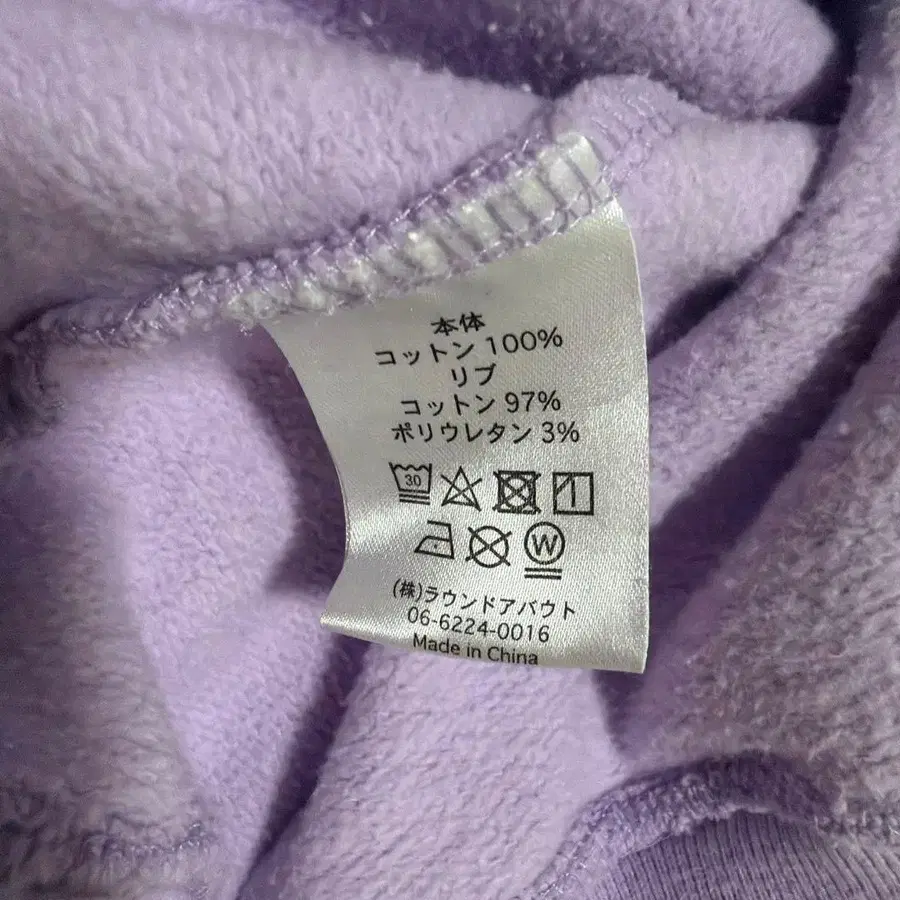 本体
コットン 100%
リブ
コットン 97%
ポリウレタン 3%
30
W
(株)ラウンドアバウト
06-6224-0016
Made in China